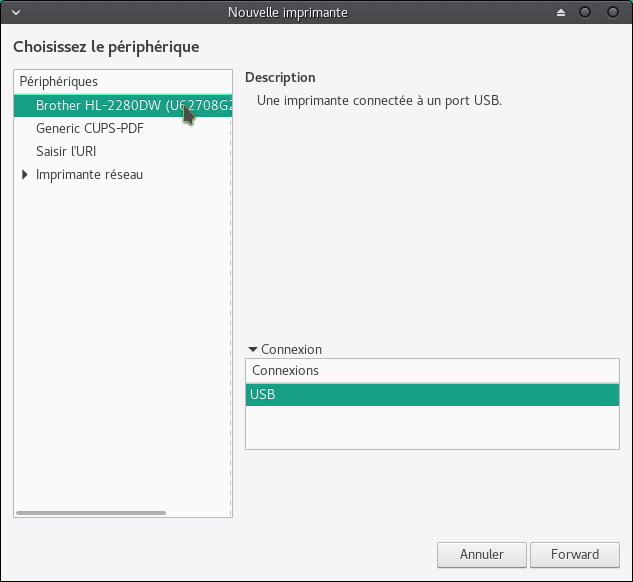 Nouvelle imprimante
Choisissez le périphérique
Périphériques
Brother HL-2280DW (U62708G2
Generic CUPS-PDF
Saisir l'URI
Imprimante réseau
Description
Une imprimante connectée à un port USB.
Connexion
Connexions
USB
Annuler
Forward